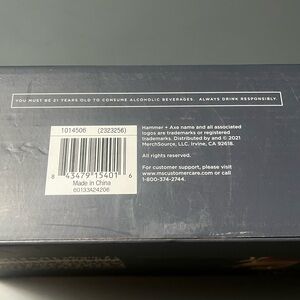 YOU MUST BE 21 YEARS OLD TO CONSUME ALCOHOLIC BEVERAGES. ALWAYS DRINK RESPONSIBLY.
1014506 (2323256)
8 43479 15401 6
Made in China
60133A24206
Hammer + Axe name and all associated
logos are trademarks or registered
trademarks. Distributed by and © 2021
MerchSource, LLC. Irvine, CA 92618.
All rights reserved.
For customer support, please visit
www.mscustomercare.com or call
1-800-374-2744.